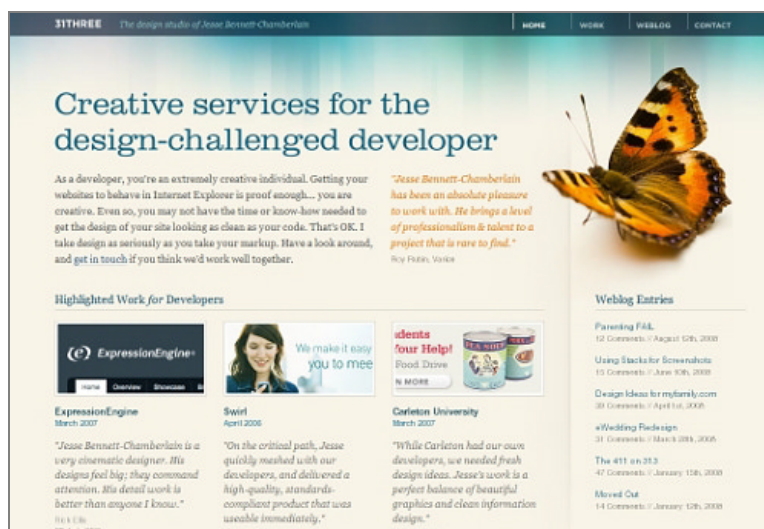 31THREE
The design studio of Jesse Bennett-Chamberlain
HOME
WORK
WEBLOG
CONTACT
Creative services for the
design-challenged developer
As a developer, you're an extremely creative individual. Getting your
websites to behave in Internet Explorer is proof enough... you are
creative. Even so, you may not have the time or know-how needed to
get the design of your site looking as clean as your code. That's OK. I
take design as seriously as you take your markup. Have a look around,
and get in touch if you think we'd work well together.
"Jesse Bennett-Chamberlain
has been an absolute pleasure
to work with. He brings a level
of professionalism & talent to a
project that is rare to find."
Roy Rubin, Varien
Highlighted Work for Developers
(e) ExpressionEngine
Home
Overview
Showcase
ExpressionEngine
March 2007
"Jesse Bennett-Chamberlain is a
very cinematic designer. His
designs feel big; they command
attention. His detail work is
better than anyone I know."
We make it easy
you to mee
Swirl
April 2006
"On the critical path, Jesse
quickly meshed with our
developers, and delivered a
high-quality, standards-
compliant product that was
useable immediately."
idents
Your Help!
Food Drive
N MORE
PEA SOUP
Carleton University
March 2007
"While Carleton had our own
developers, we needed fresh
design ideas. Jesse's work is a
perfect balance of beautiful
graphics and clean information
design."
Weblog Entries
Parenting FAIL
12 Comments // August 12th, 2008
Using Stacks for Screenshots
15 Comments // June 10th, 2008
Design Ideas for myfamily.com
39 Comments // April 1st, 2008
eWedding Redesign
31 Comments // March 28th, 2008
The 411 on 313
47 Comments // January 15th, 2008
Moved Out
14 Comments // January 12th, 2008